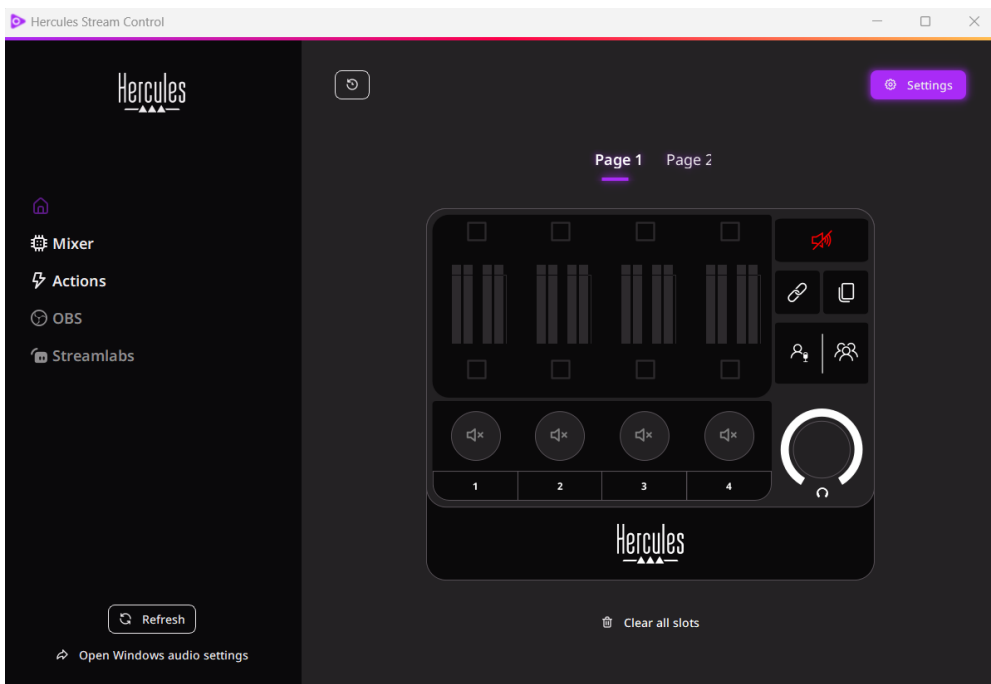 Hercules Stream Control
Hercules
Settings
Page 1 Page 2
Mixer
Actions
OBS
Streamlabs
1 2 3 4
Hercules
Refresh
Clear all slots
Open Windows audio settings